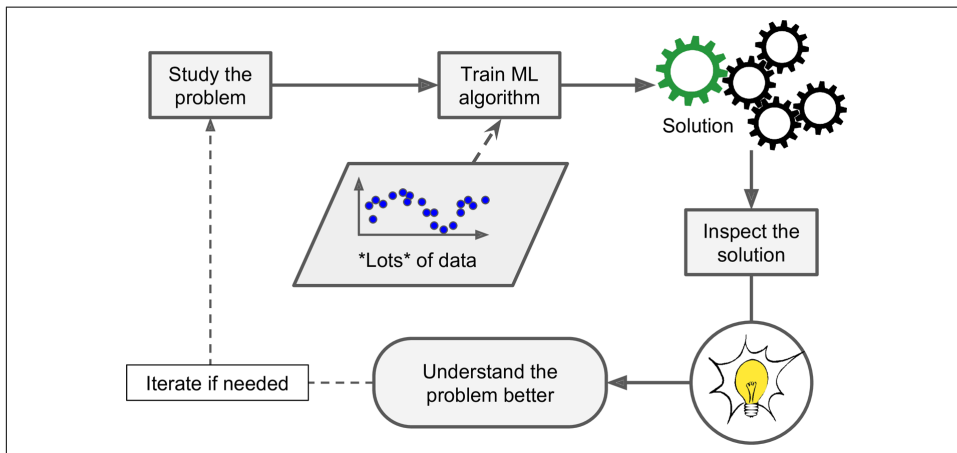 Study the
problem
Train ML
algorithm
Solution
*Lots* of data
Inspect the
solution
Understand the
problem better
Iterate if needed